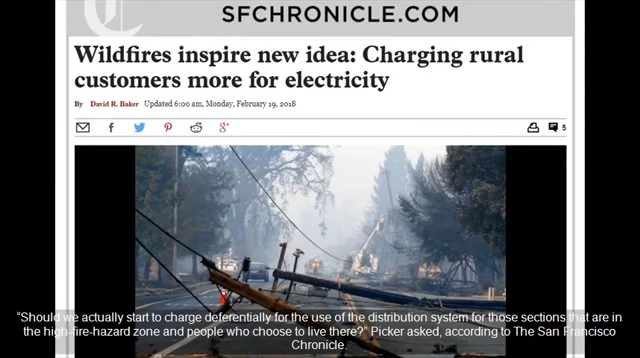 SFCHRONICLE.COM
Wildfires inspire new idea: Charging rural
customers more for electricity
By David R. Baker Updated 6:00 am, Monday, February 19, 2018
5
"Should we actually start to charge deferentially for the use of the distribution system for those sections that are in
the high-fire-hazard zone and people who choose to live there?" Picker asked, according to The San Francisco
Chronicle.